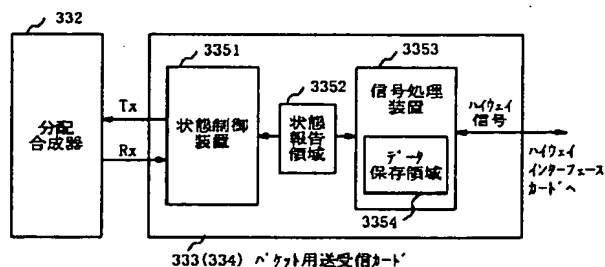 332
3351
3353
3352
Tx
Rx
分配
合成器
状態制御
装置
状態
報告
領域
信号処理
装置
データ
保存領域
3354
ハイウェイ
信号
ハイウェイ
インターフェース
カードへ
333(334) パケット用送受信カード